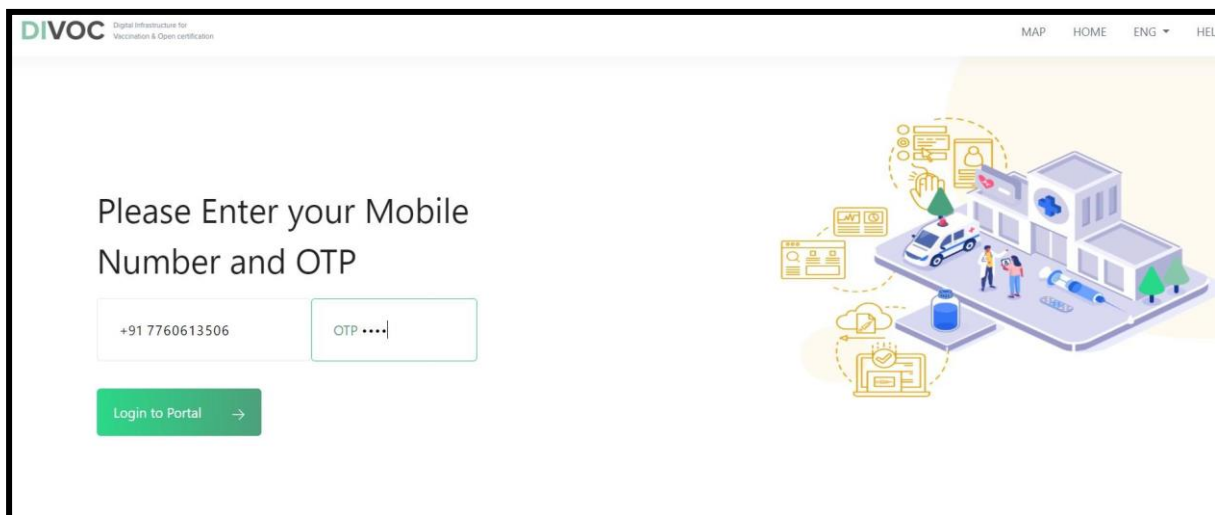 DIVOC
Digital Infrastructure for
Vaccination & Open certification
MAP HOME ENG HEL
Please Enter your Mobile
Number and OTP
+91 7760613506
OTP ••••
Login to Portal →